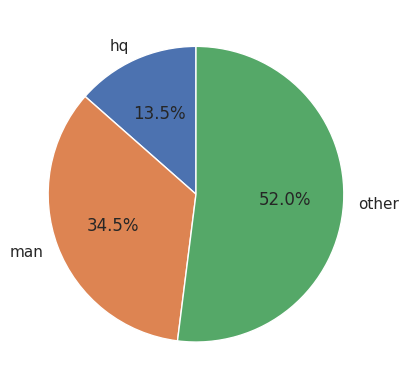 hq
13.5%
man
34.5%
52.0%
other